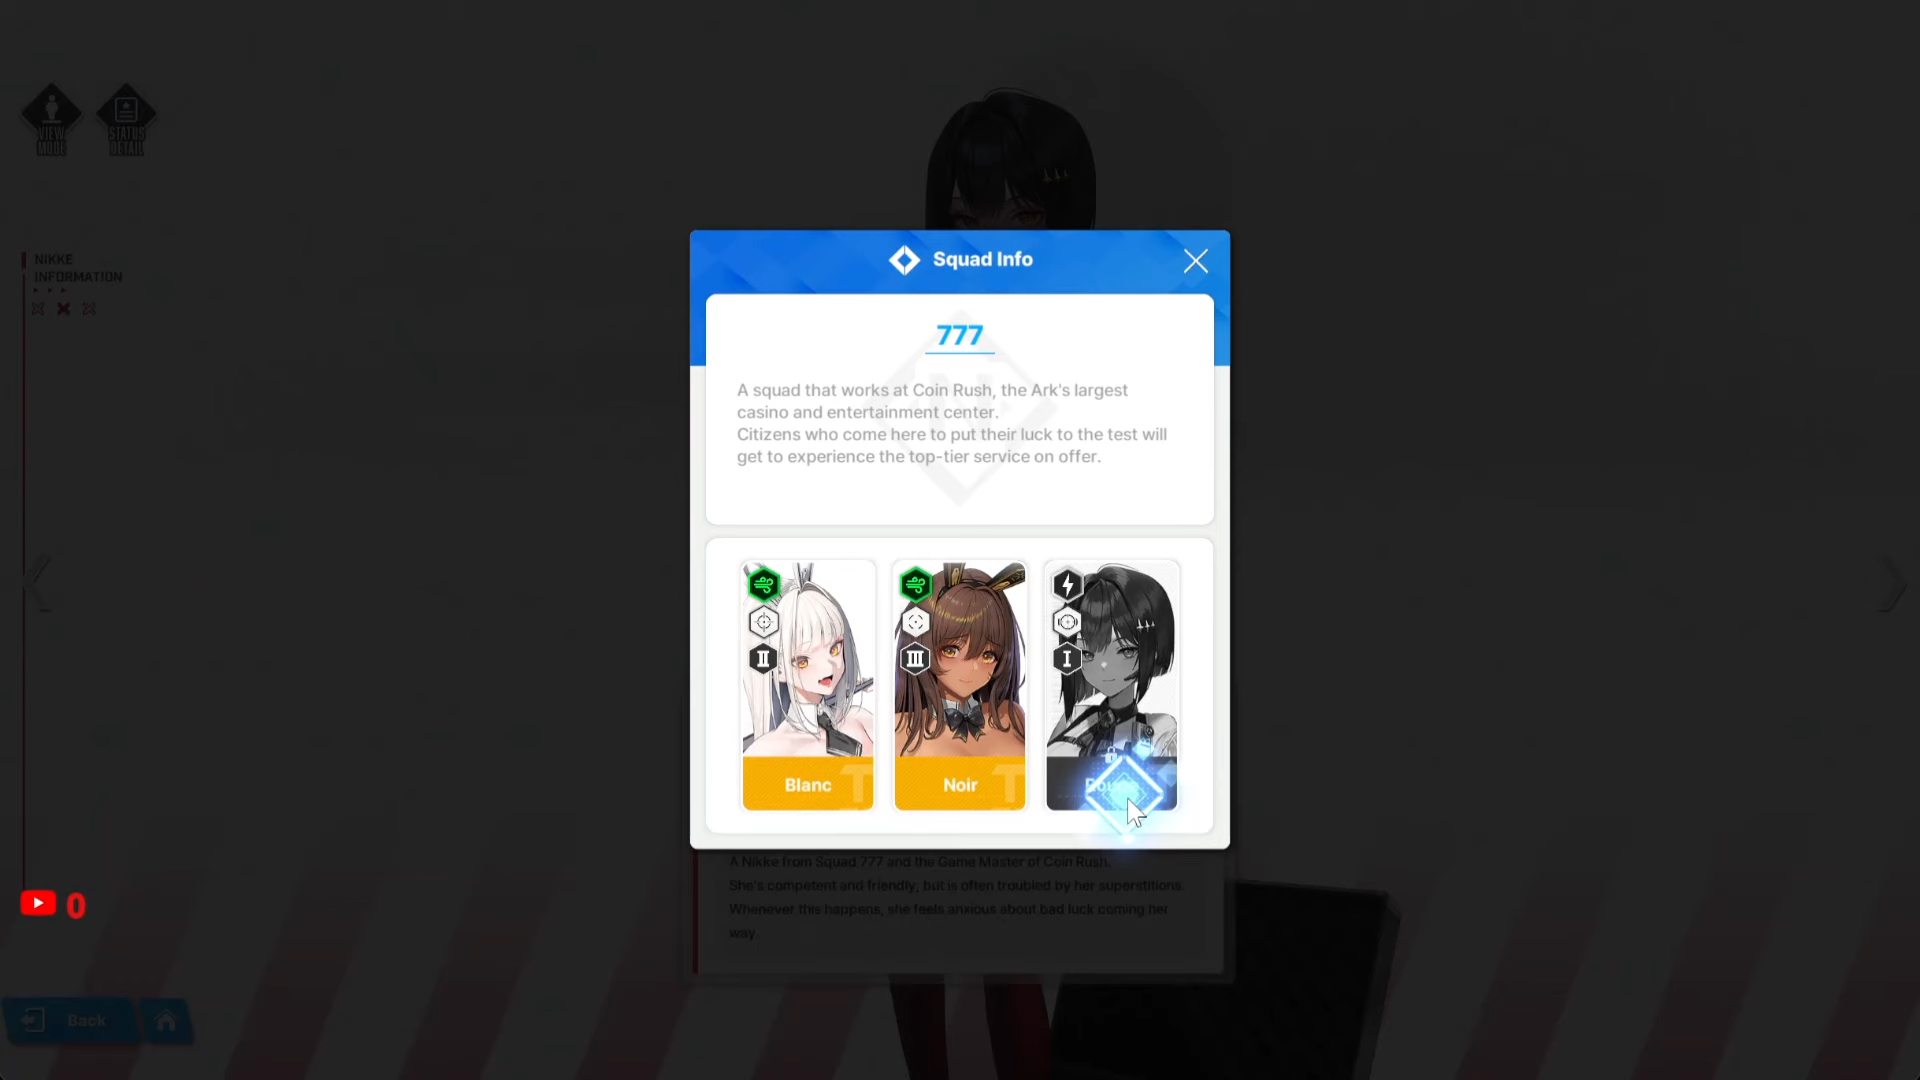 VIEW
MODE
STATUS
DETAIL
NIKKE
INFORMATION
Squad Info
777
A squad that works at Coin Rush, the Ark's largest
casino and entertainment center.
Citizens who come here to put their luck to the test will
get to experience the top-tier service on offer.
II
III
I
Blanc
Noir
A Nikke from Squad 777 and the Game Master of Coin Rush.
She's competent and friendly, but is often troubled by her superstitions.
Whenever this happens, she feels anxious about bad luck coming her
way.
0
Back